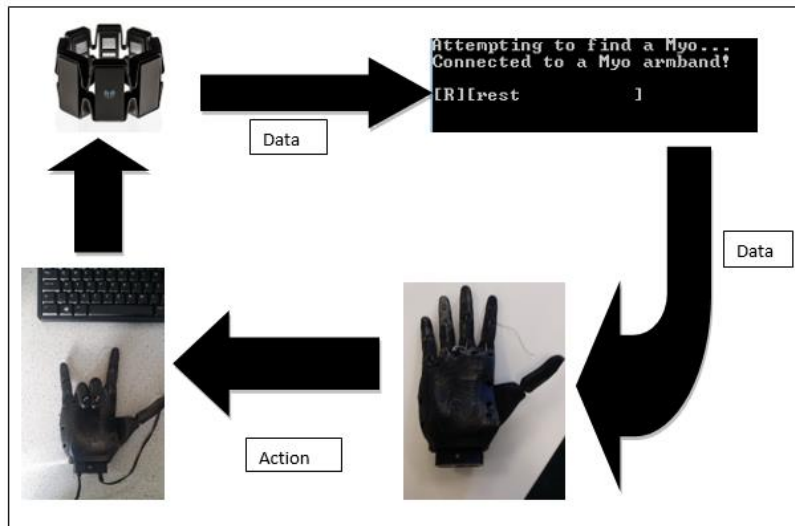 Attempting to find a Myo...
Connected to a Myo armband!
[R][rest ]
Data
Data
Action